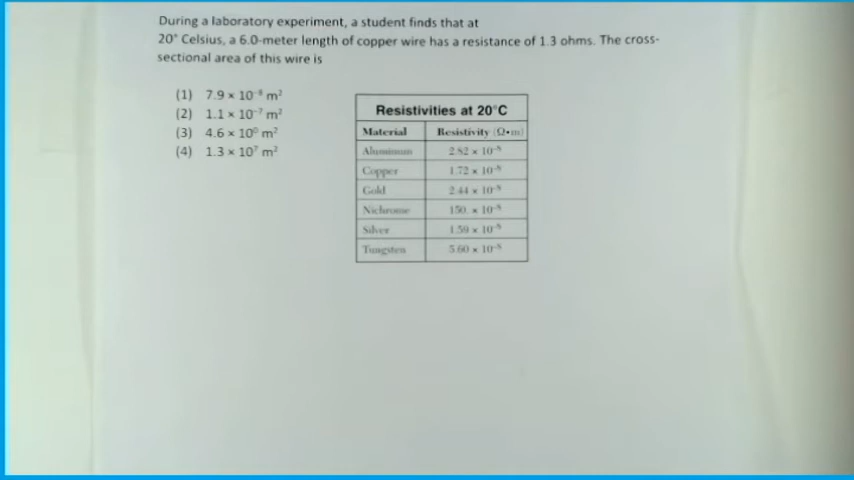 During a laboratory experiment, a student finds that at
20° Celsius, a 6.0-meter length of copper wire has a resistance of 1.3 ohms. The cross-
sectional area of this wire is
(1) 7.9 × 10⁻⁸ m²
(2) 1.1 × 10⁻⁷ m²
(3) 4.6 × 10⁰ m²
(4) 1.3 × 10⁷ m²
Resistivities at 20°C
Material Resistivity (Ω•m)
Aluminum 2.82 × 10⁻⁸
Copper 1.72 × 10⁻⁸
Gold 2.44 × 10⁻⁸
Nichrome 150. × 10⁻⁸
Silver 1.59 × 10⁻⁸
Tungsten 5.60 × 10⁻⁸